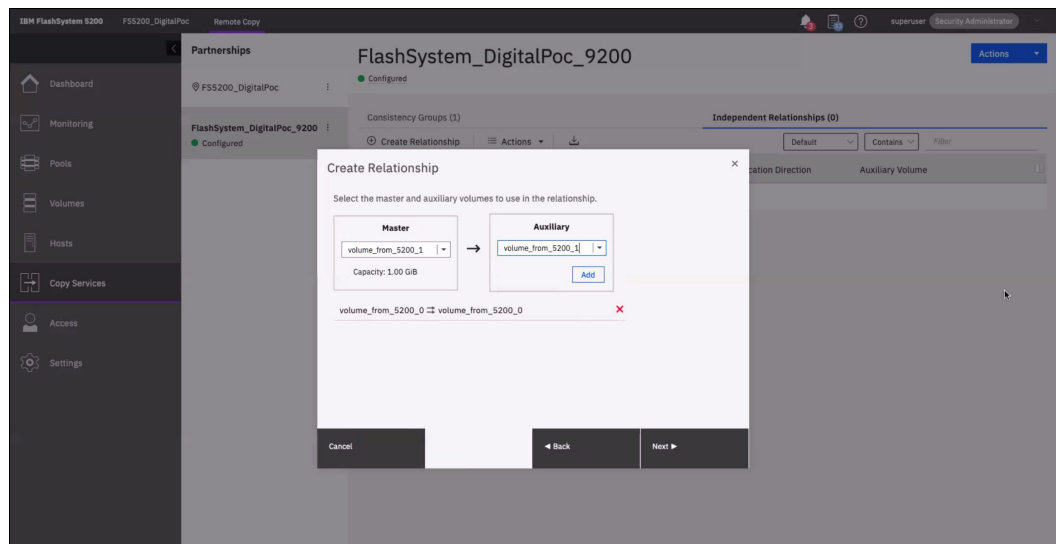 IBM FlashSystem 5200 FS5200_DigitalPoc Remote Copy superuser Security Administrator
Partnerships
FlashSystem_DigitalPoc_9200
Actions
Configured
Dashboard
Monitoring
Pools
Volumes
Hosts
Copy Services
Access
Settings
FS5200_DigitalPoc
FlashSystem_DigitalPoc_9200
Configured
Consistency Groups (1)
Independent Relationships (0)
Create Relationship Actions
Default Contains Filter
cation Direction Auxiliary Volume
Create Relationship
Select the master and auxiliary volumes to use in the relationship.
Master
volume_from_5200_1
Capacity: 1.00 GiB
Auxiliary
volume_from_5200_1
Add
volume_from_5200_0 ⇉ volume_from_5200_0
Cancel
Back
Next